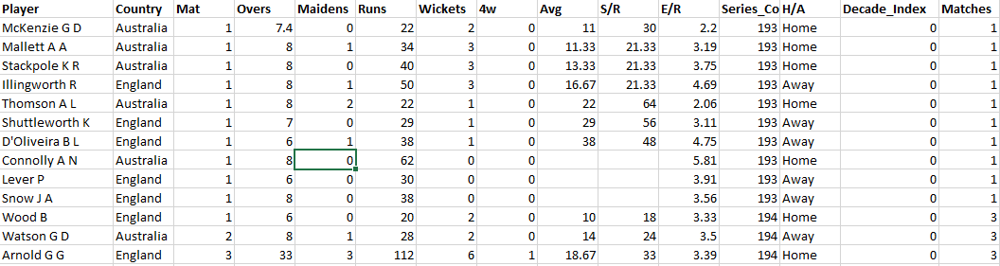 Player Country Mat Overs Maidens Runs Wickets 4w Avg S/R E/R Series_Co H/A Decade_Index Matches
McKenzie G D Australia 1 7.4 0 22 2 0 11 30 2.2 193 Home 0 1
Mallett A A Australia 1 8 1 34 3 0 11.33 21.33 3.19 193 Home 0 1
Stackpole K R Australia 1 8 0 40 3 0 13.33 21.33 3.75 193 Home 0 1
Illingworth R England 1 8 1 50 3 0 16.67 21.33 4.69 193 Away 0 1
Thomson A L Australia 1 8 2 22 1 0 22 64 2.06 193 Home 0 1
Shuttleworth K England 1 7 0 29 1 0 29 56 3.11 193 Away 0 1
D'Oliveira B L England 1 6 1 38 1 0 38 48 4.75 193 Away 0 1
Connolly A N Australia 1 8 0 62 0 0 5.81 193 Home 0 1
Lever P England 1 6 0 30 0 0 3.91 193 Away 0 1
Snow J A England 1 8 0 38 0 0 3.56 193 Away 0 1
Wood B England 1 6 0 20 2 0 10 18 3.33 194 Home 0 3
Watson G D Australia 2 8 1 28 2 0 14 24 3.5 194 Away 0 3
Arnold G G England 3 33 3 112 6 1 18.67 33 3.39 194 Home 0 3